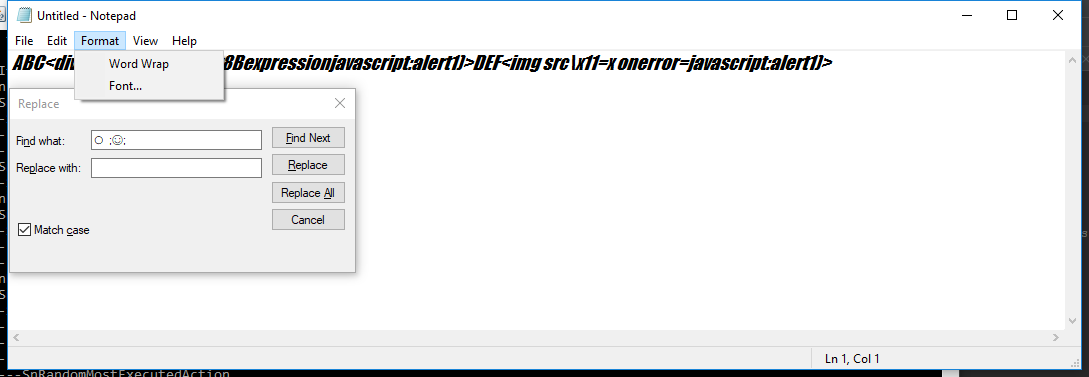 Untitled - Notepad
File Edit Format View Help
ABC<div 8Bexpressionjavascript:alert1)>DEF<img src\x11=x onerror=javascript:alert1)>
Word Wrap
Font...
Replace
Find what: ○ ;☺; Find Next
Replace with: Replace
Replace All
Match case Cancel
Ln 1, Col 1
---SnRandomMostExecutedAction